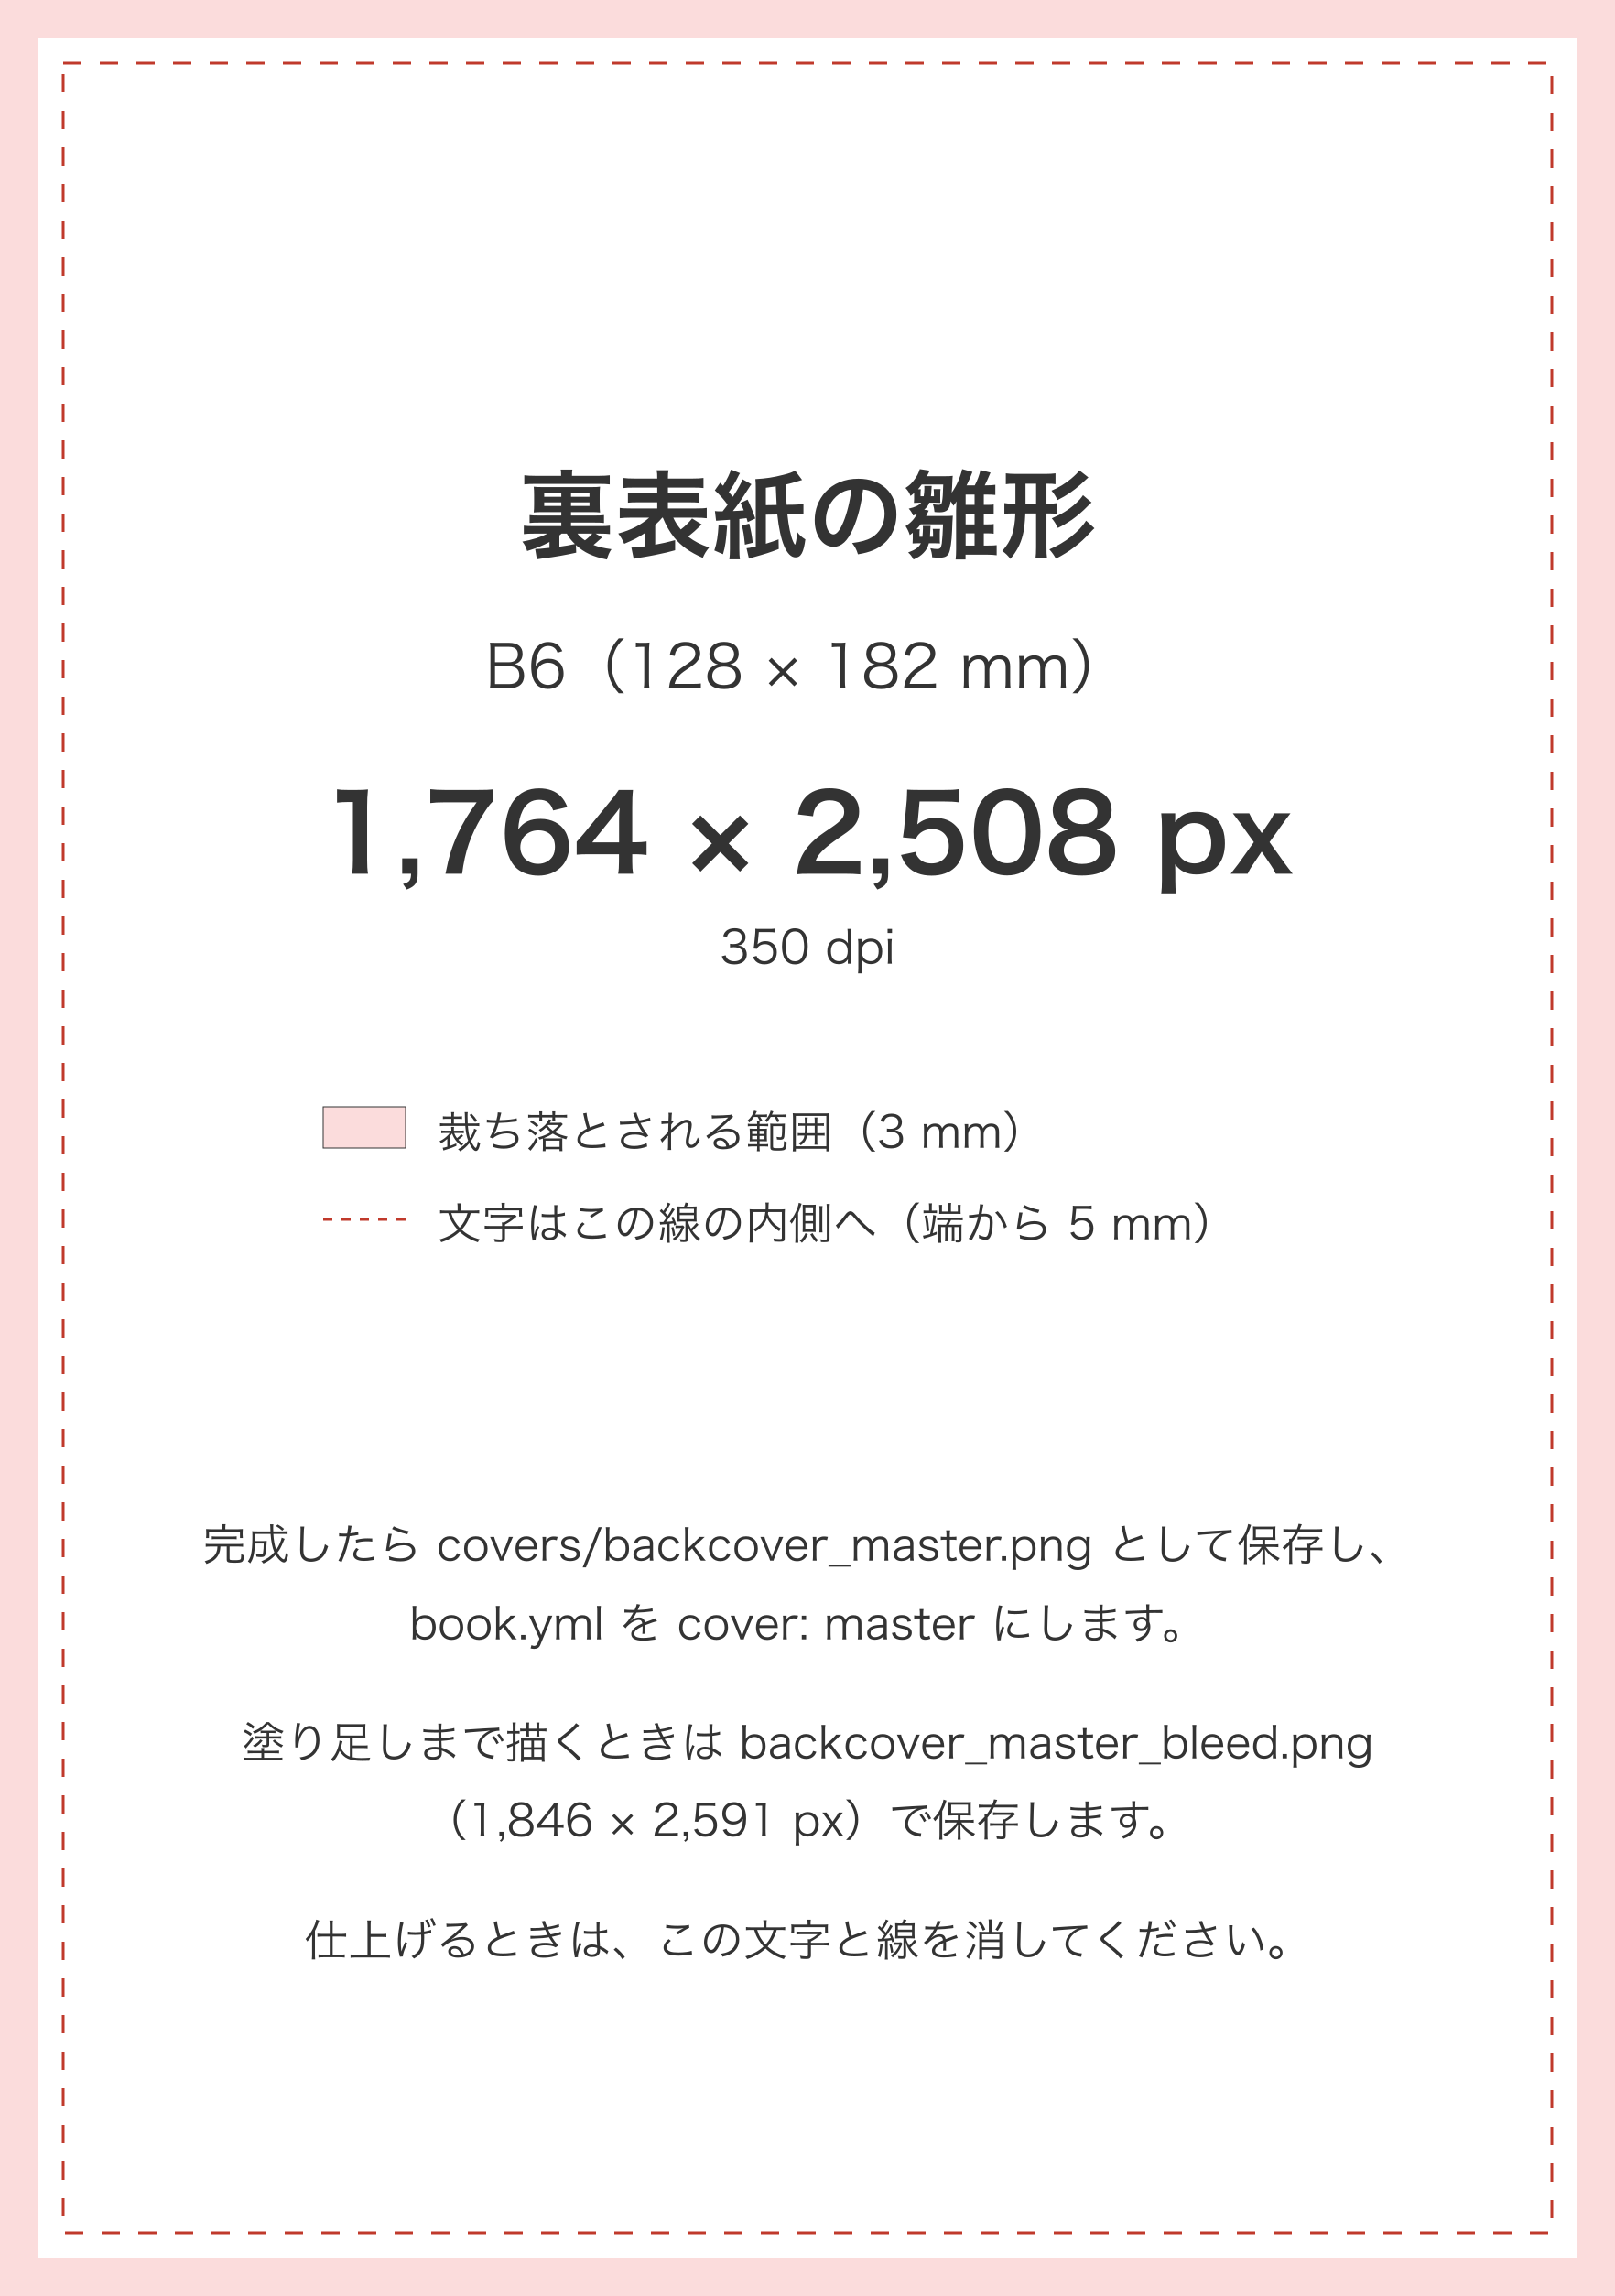 裏表紙の雛形
B6（128 × 182 mm）
1,764 × 2,508 px
350 dpi
裁ち落とされる範囲（3 mm）
文字はこの線の内側へ（端から 5 mm）
完成したら covers/backcover_master.png として保存し、
book.yml を cover: master にします。
塗り足しまで描くときは backcover_master_bleed.png
（1,846 × 2,591 px）で保存します。
仕上げるときは、この文字と線を消してください。